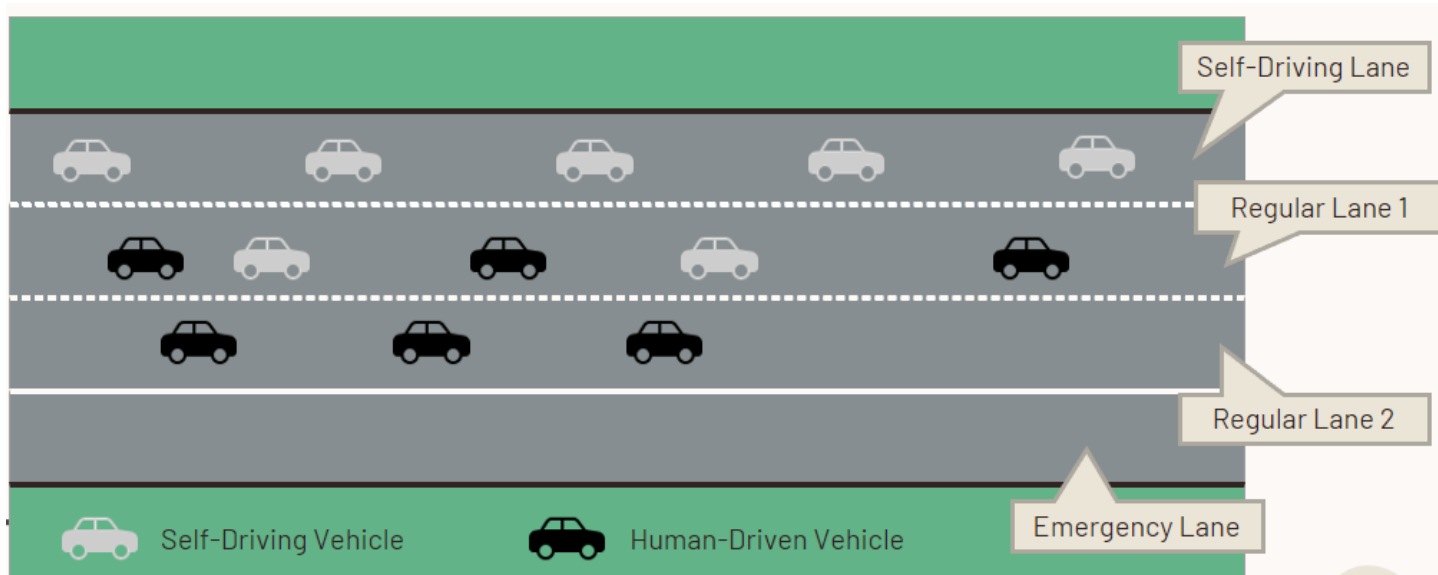 Self-Driving Lane
Regular Lane 1
Regular Lane 2
Emergency Lane
Self-Driving Vehicle
Human-Driven Vehicle